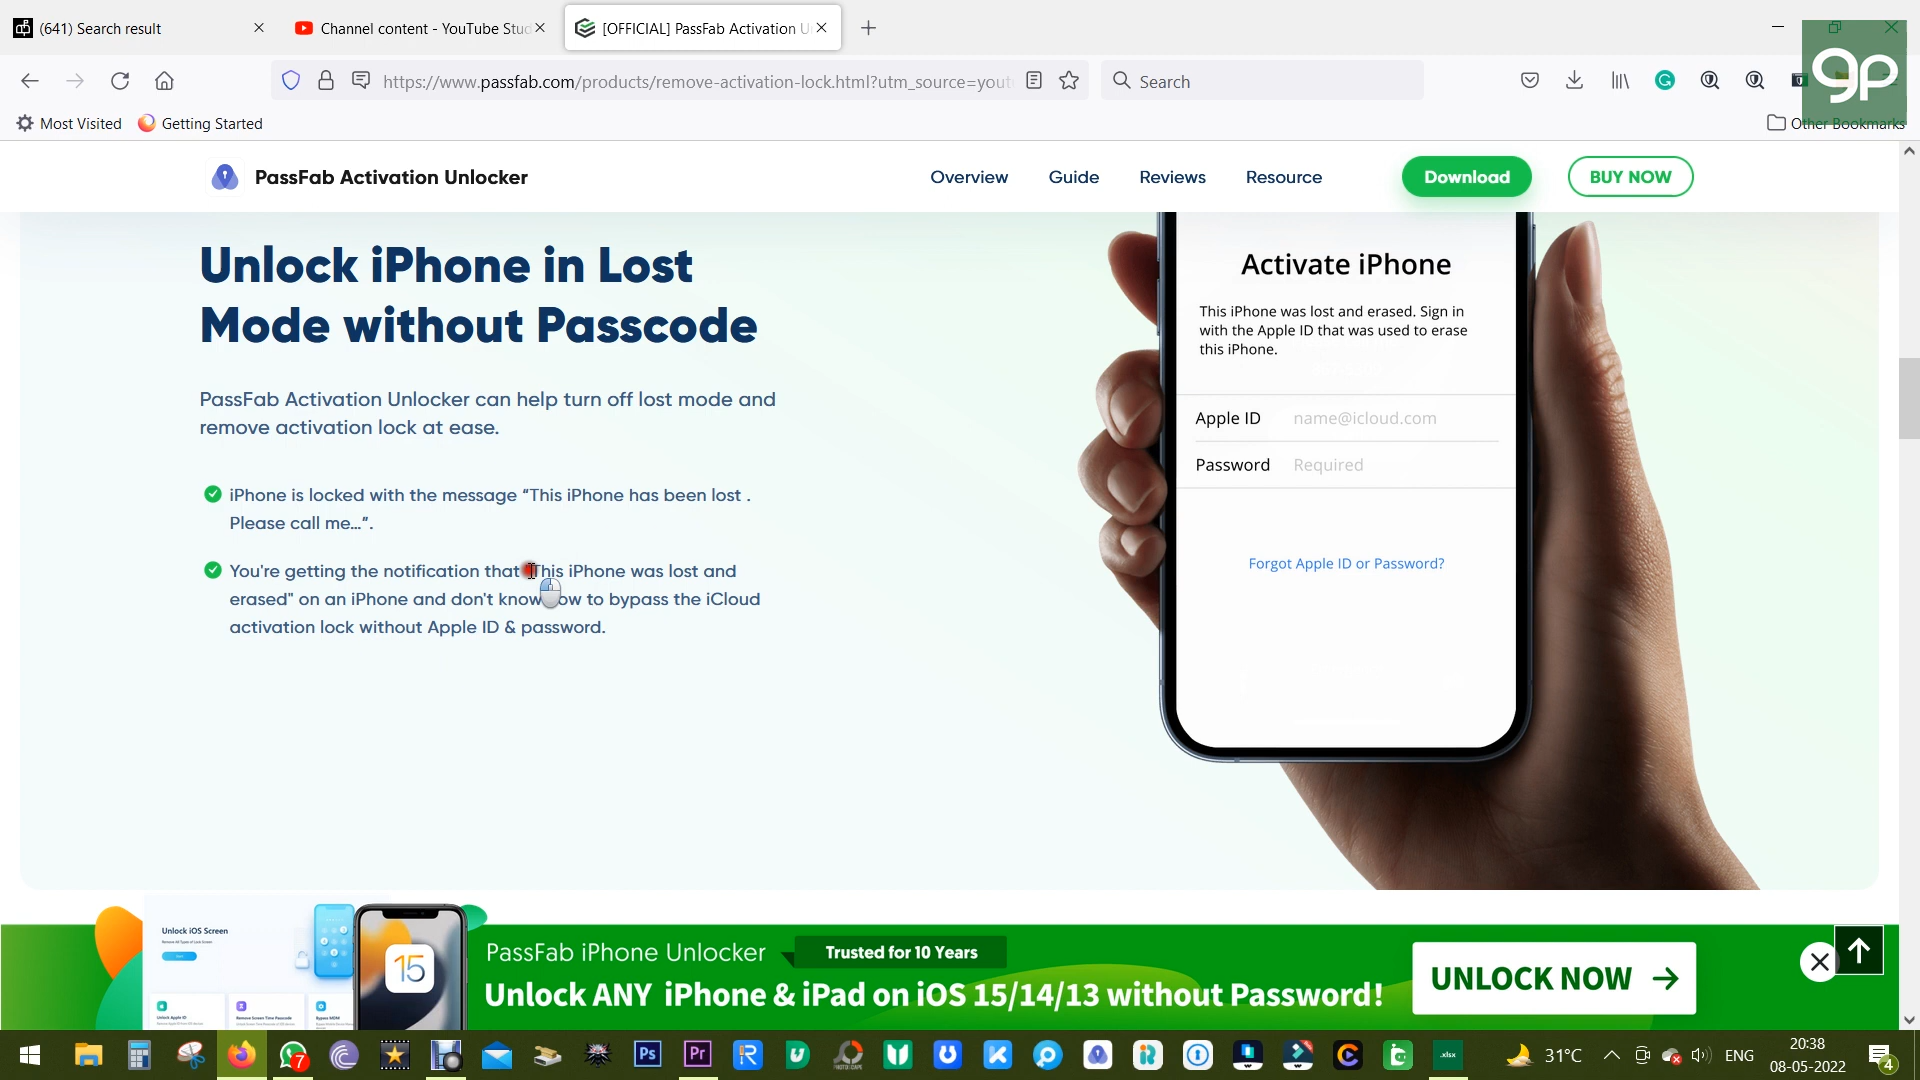 (641) Search result
Channel content - YouTube Stud
[OFFICIAL] PassFab Activation U
gp
https://www.passfab.com/products/remove-activation-lock.html?utm_source=yout
Search
Most Visited
Getting Started
Other Bookmarks
PassFab Activation Unlocker
Overview
Guide
Reviews
Resource
Download
BUY NOW
Unlock iPhone in Lost
Mode without Passcode
PassFab Activation Unlocker can help turn off lost mode and
remove activation lock at ease.
iPhone is locked with the message “This iPhone has been lost .
Please call me...”.
You're getting the notification that "This iPhone was lost and
erased" on an iPhone and don't know how to bypass the iCloud
activation lock without Apple ID & password.
Activate iPhone
This iPhone was lost and erased. Sign in
with the Apple ID that was used to erase
this iPhone.
Apple ID name@icloud.com
Password Required
Forgot Apple ID or Password?
Unlock iOS Screen
15
PassFab iPhone Unlocker
Trusted for 10 Years
Unlock ANY iPhone & iPad on iOS 15/14/13 without Password!
UNLOCK NOW
7
Ps
Pr
.xlsx
31°C
ENG
20:38
08-05-2022
4